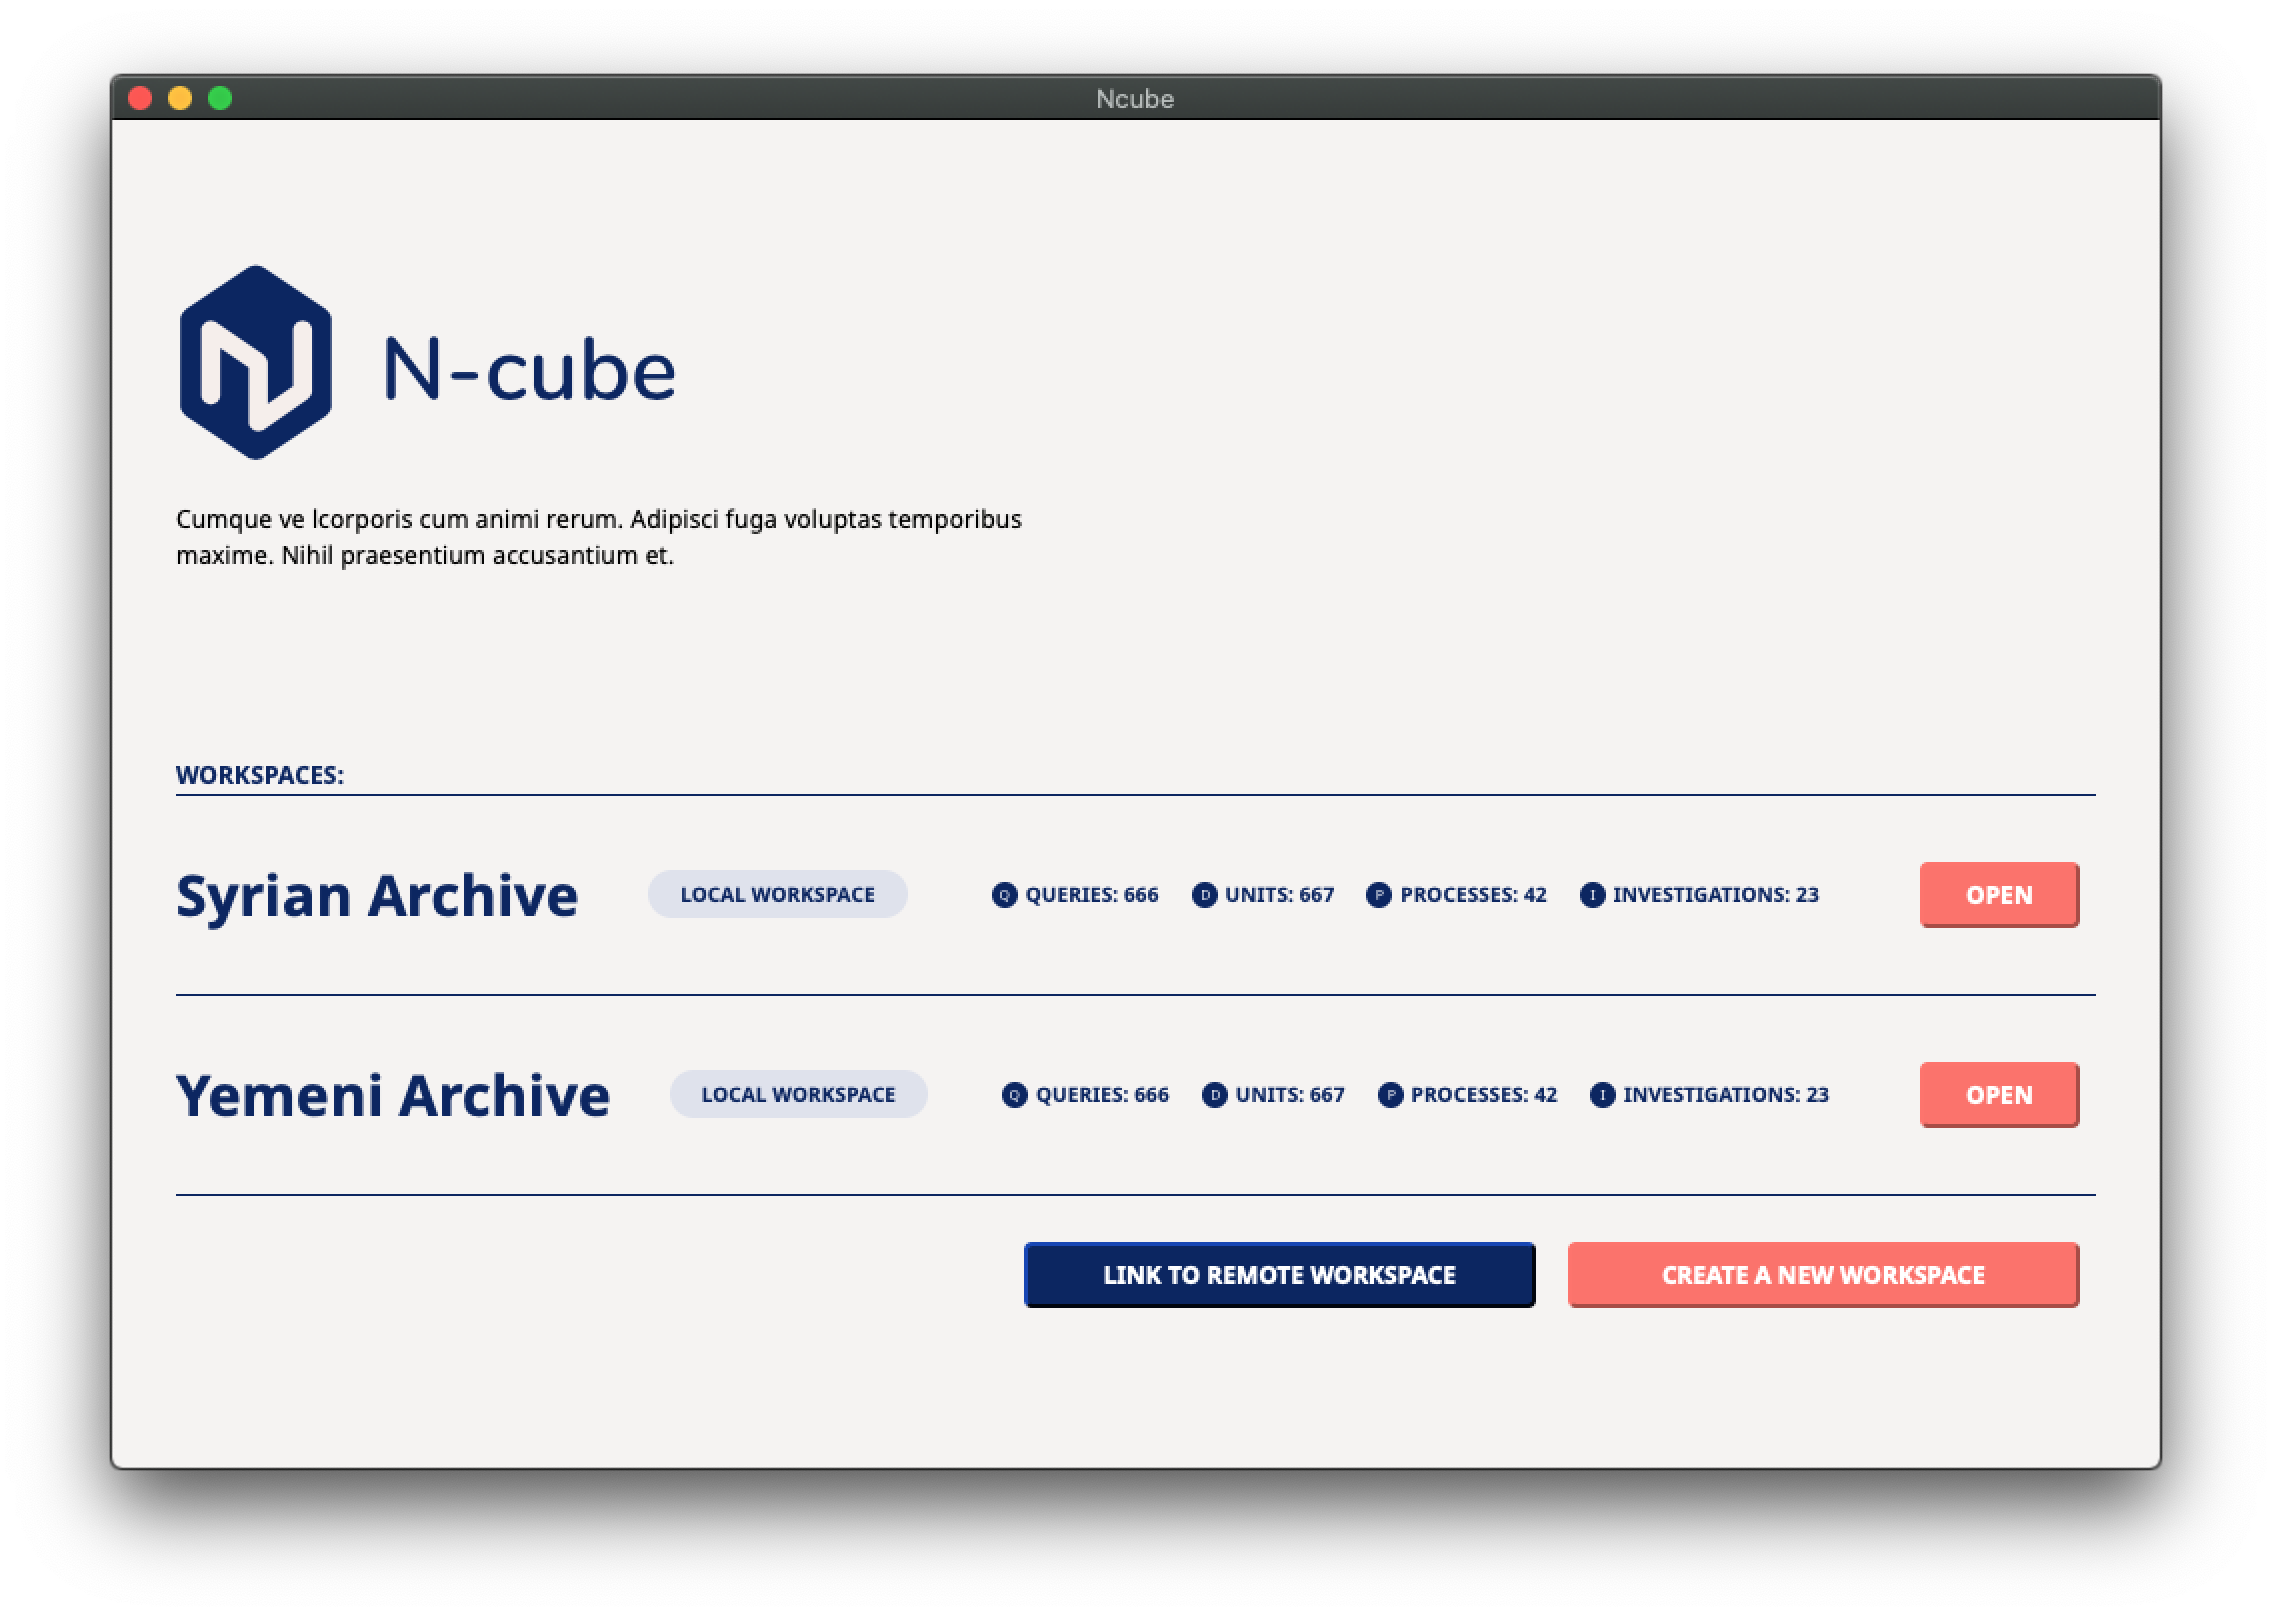 Ncube
N-cube
Cumque ve lcorporis cum animi rerum. Adipisci fuga voluptas temporibus
maxime. Nihil praesentium accusantium et.
WORKSPACES:
Syrian Archive LOCAL WORKSPACE Q QUERIES: 666 D UNITS: 667 P PROCESSES: 42 I INVESTIGATIONS: 23 OPEN
Yemeni Archive LOCAL WORKSPACE Q QUERIES: 666 D UNITS: 667 P PROCESSES: 42 I INVESTIGATIONS: 23 OPEN
LINK TO REMOTE WORKSPACE CREATE A NEW WORKSPACE